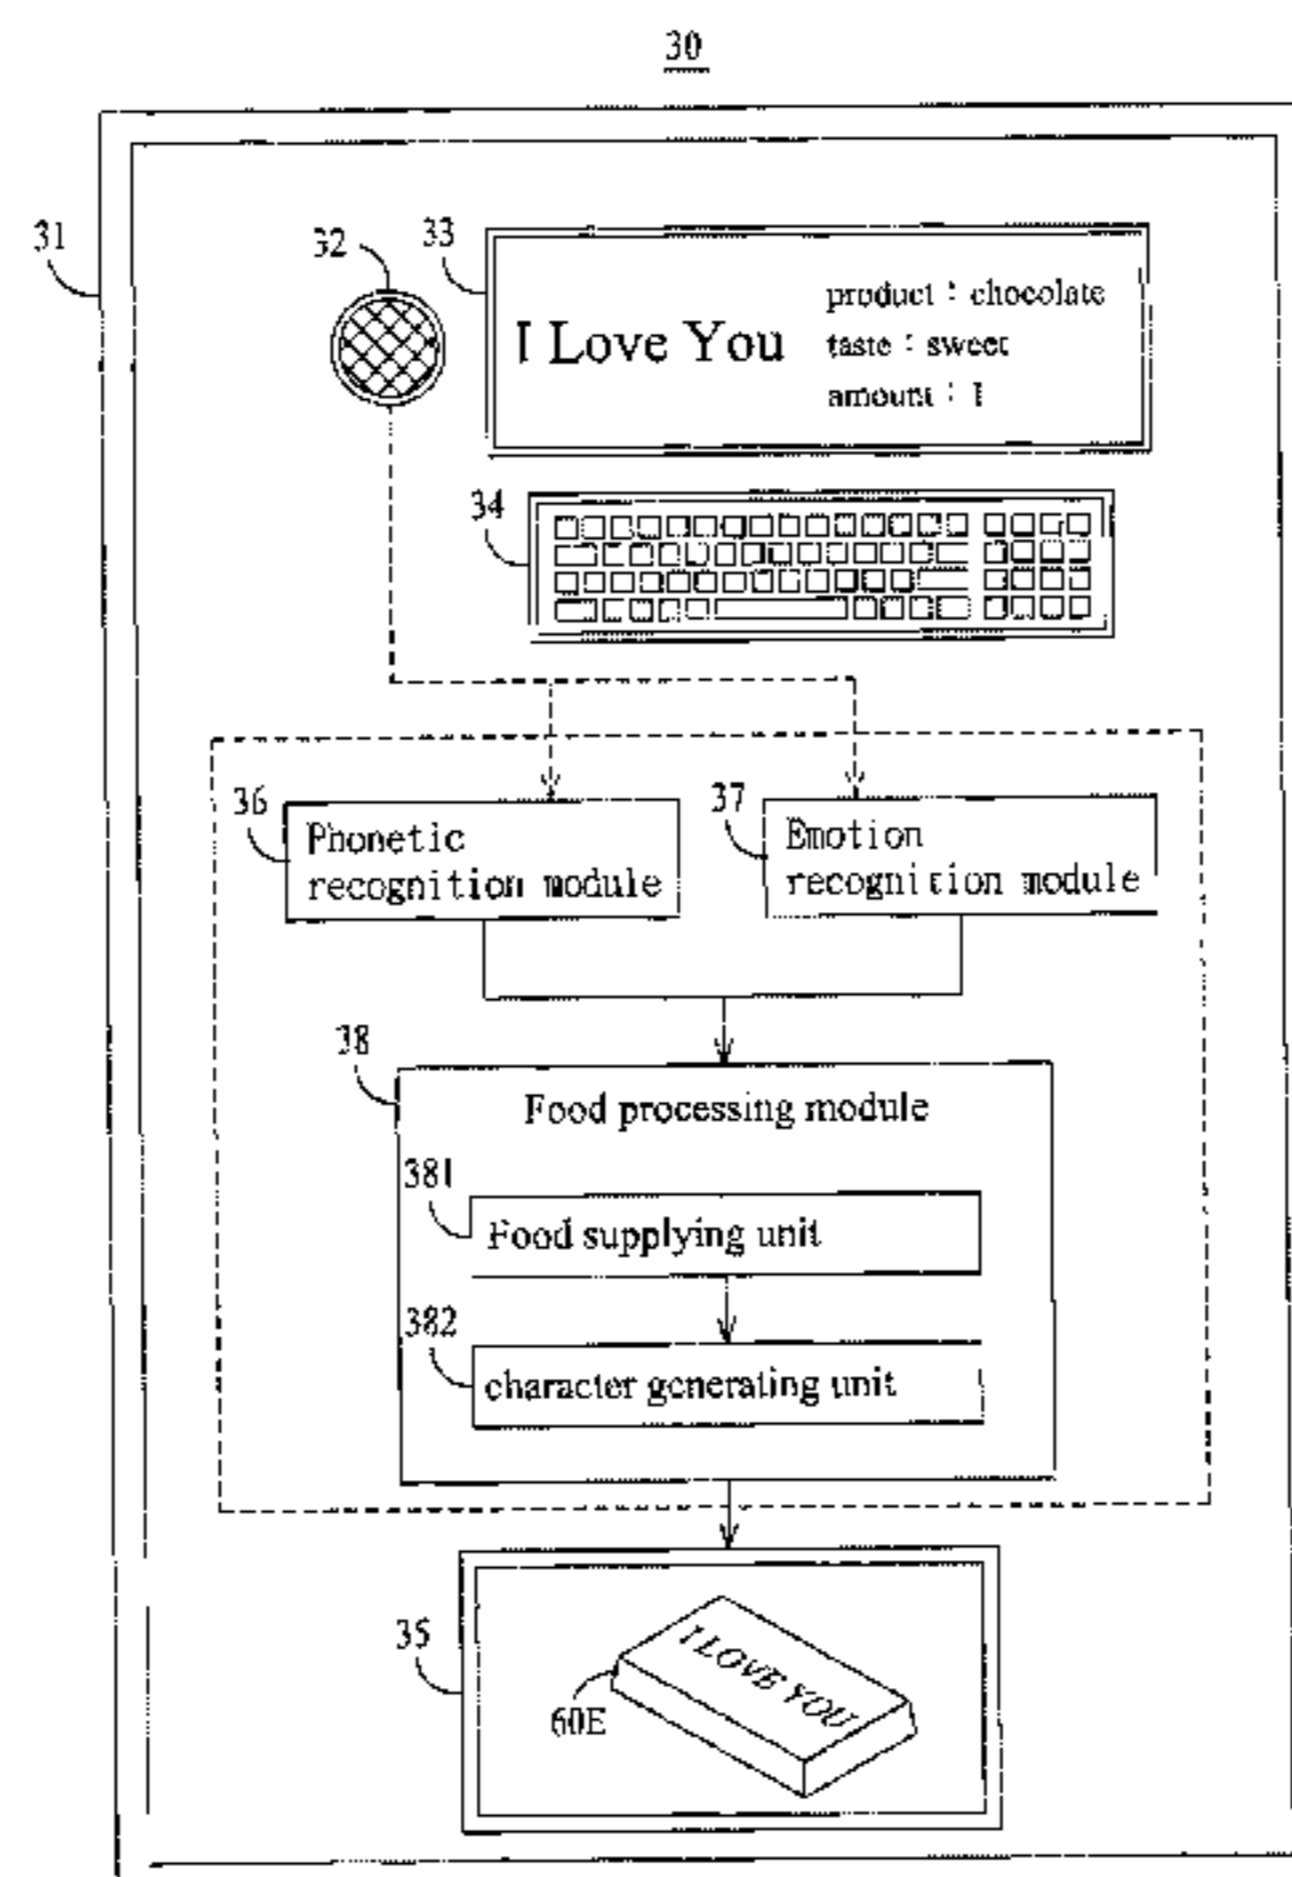 30
31
32
33
I Love You
product : chocolate
taste : sweet
amount : 1
34
36
Phonetic
recognition module
37
Emotion
recognition module
38
Food processing module
381
Food supplying unit
382
character generating unit
35
I LOVE YOU
60E